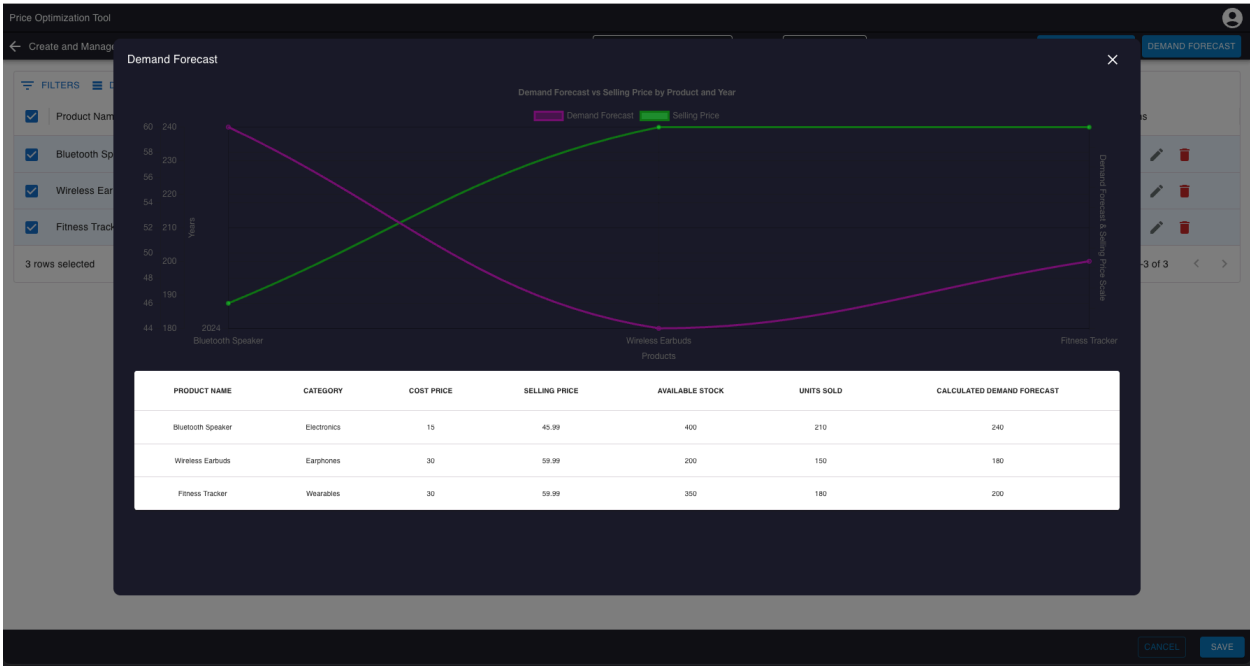 Price Optimization Tool
Create and Manage
DEMAND FORECAST
Demand Forecast
FILTERS
Demand Forecast vs Selling Price by Product and Year
Demand Forecast Selling Price
Product Nam
Bluetooth Sp
Wireless Ear
Fitness Track
3 rows selected
-3 of 3
60 240
58
230
56
220
54
52 210
50
200
48
190
46
44 180
Years
2024
Demand Forecast & Selling Price Scale
Bluetooth Speaker Wireless Earbuds Fitness Tracker
Products
PRODUCT NAME CATEGORY COST PRICE SELLING PRICE AVAILABLE STOCK UNITS SOLD CALCULATED DEMAND FORECAST
Bluetooth Speaker Electronics 15 45.99 400 210 240
Wireless Earbuds Earphones 30 59.99 200 150 180
Fitness Tracker Wearables 30 59.99 350 180 200
CANCEL SAVE